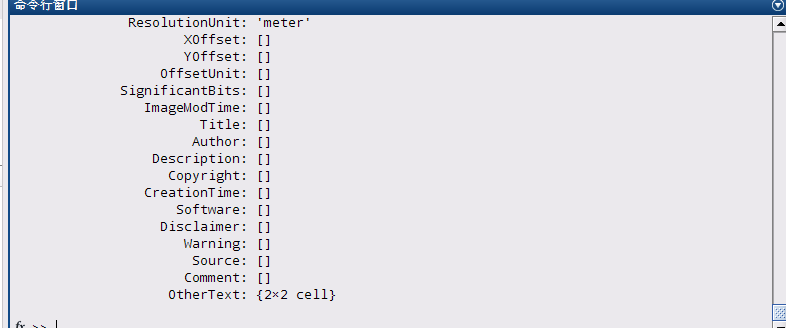 命令行窗口
ResolutionUnit: 'meter'
XOffset: []
YOffset: []
OffsetUnit: []
SignificantBits: []
ImageModTime: []
Title: []
Author: []
Description: []
Copyright: []
CreationTime: []
Software: []
Disclaimer: []
Warning: []
Source: []
Comment: []
OtherText: {2×2 cell}
fx >>